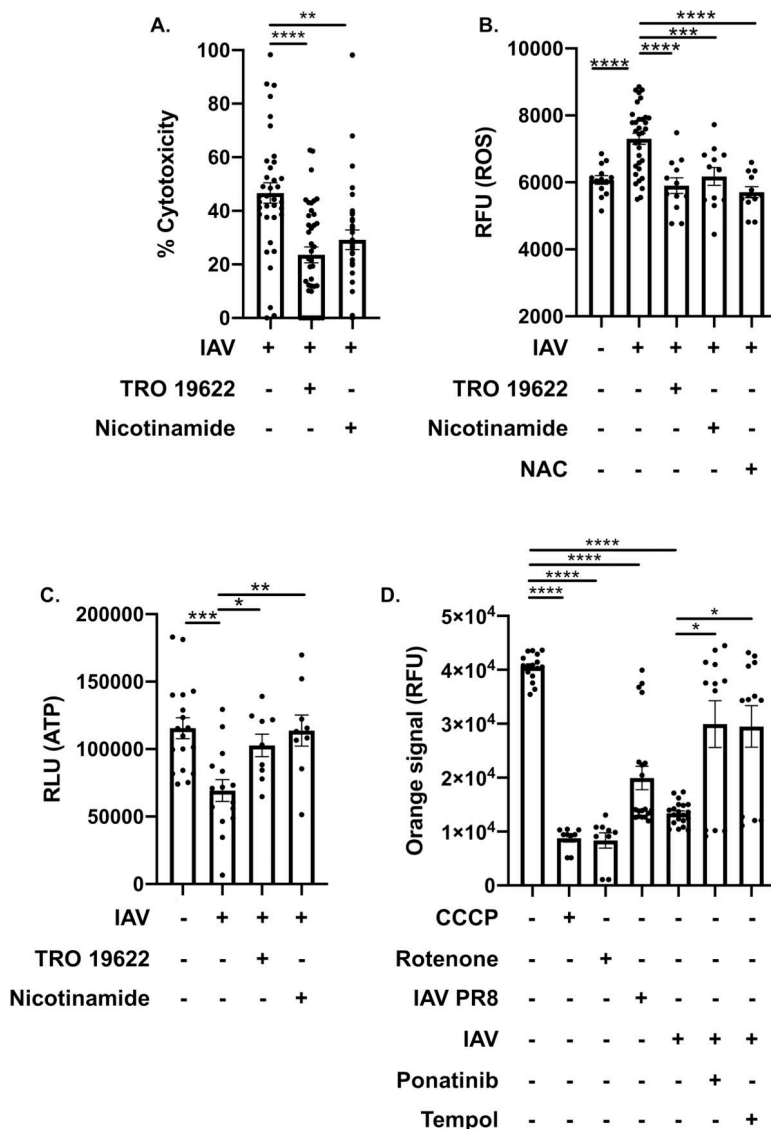 A.
**
****
% Cytotoxicity
100
80
60
40
20
0
IAV + + +
TRO 19622 - + -
Nicotinamide - - +
B.
****
***
****
****
RFU (ROS)
10000
8000
6000
4000
2000
IAV - + + + +
TRO 19622 - - + - -
Nicotinamide - - - + -
NAC - - - - +
C.
**
*
***
RLU (ATP)
200000
150000
100000
50000
0
IAV - + + +
TRO 19622 - - + -
Nicotinamide - - - +
D.
****
****
****
****
*
*
Orange signal (RFU)
5×10⁴
4×10⁴
3×10⁴
2×10⁴
1×10⁴
0
CCCP - + - - - - -
Rotenone - - + - - - -
IAV PR8 - - - + - - -
IAV - - - - + + +
Ponatinib - - - - - + -
Tempol - - - - - - +